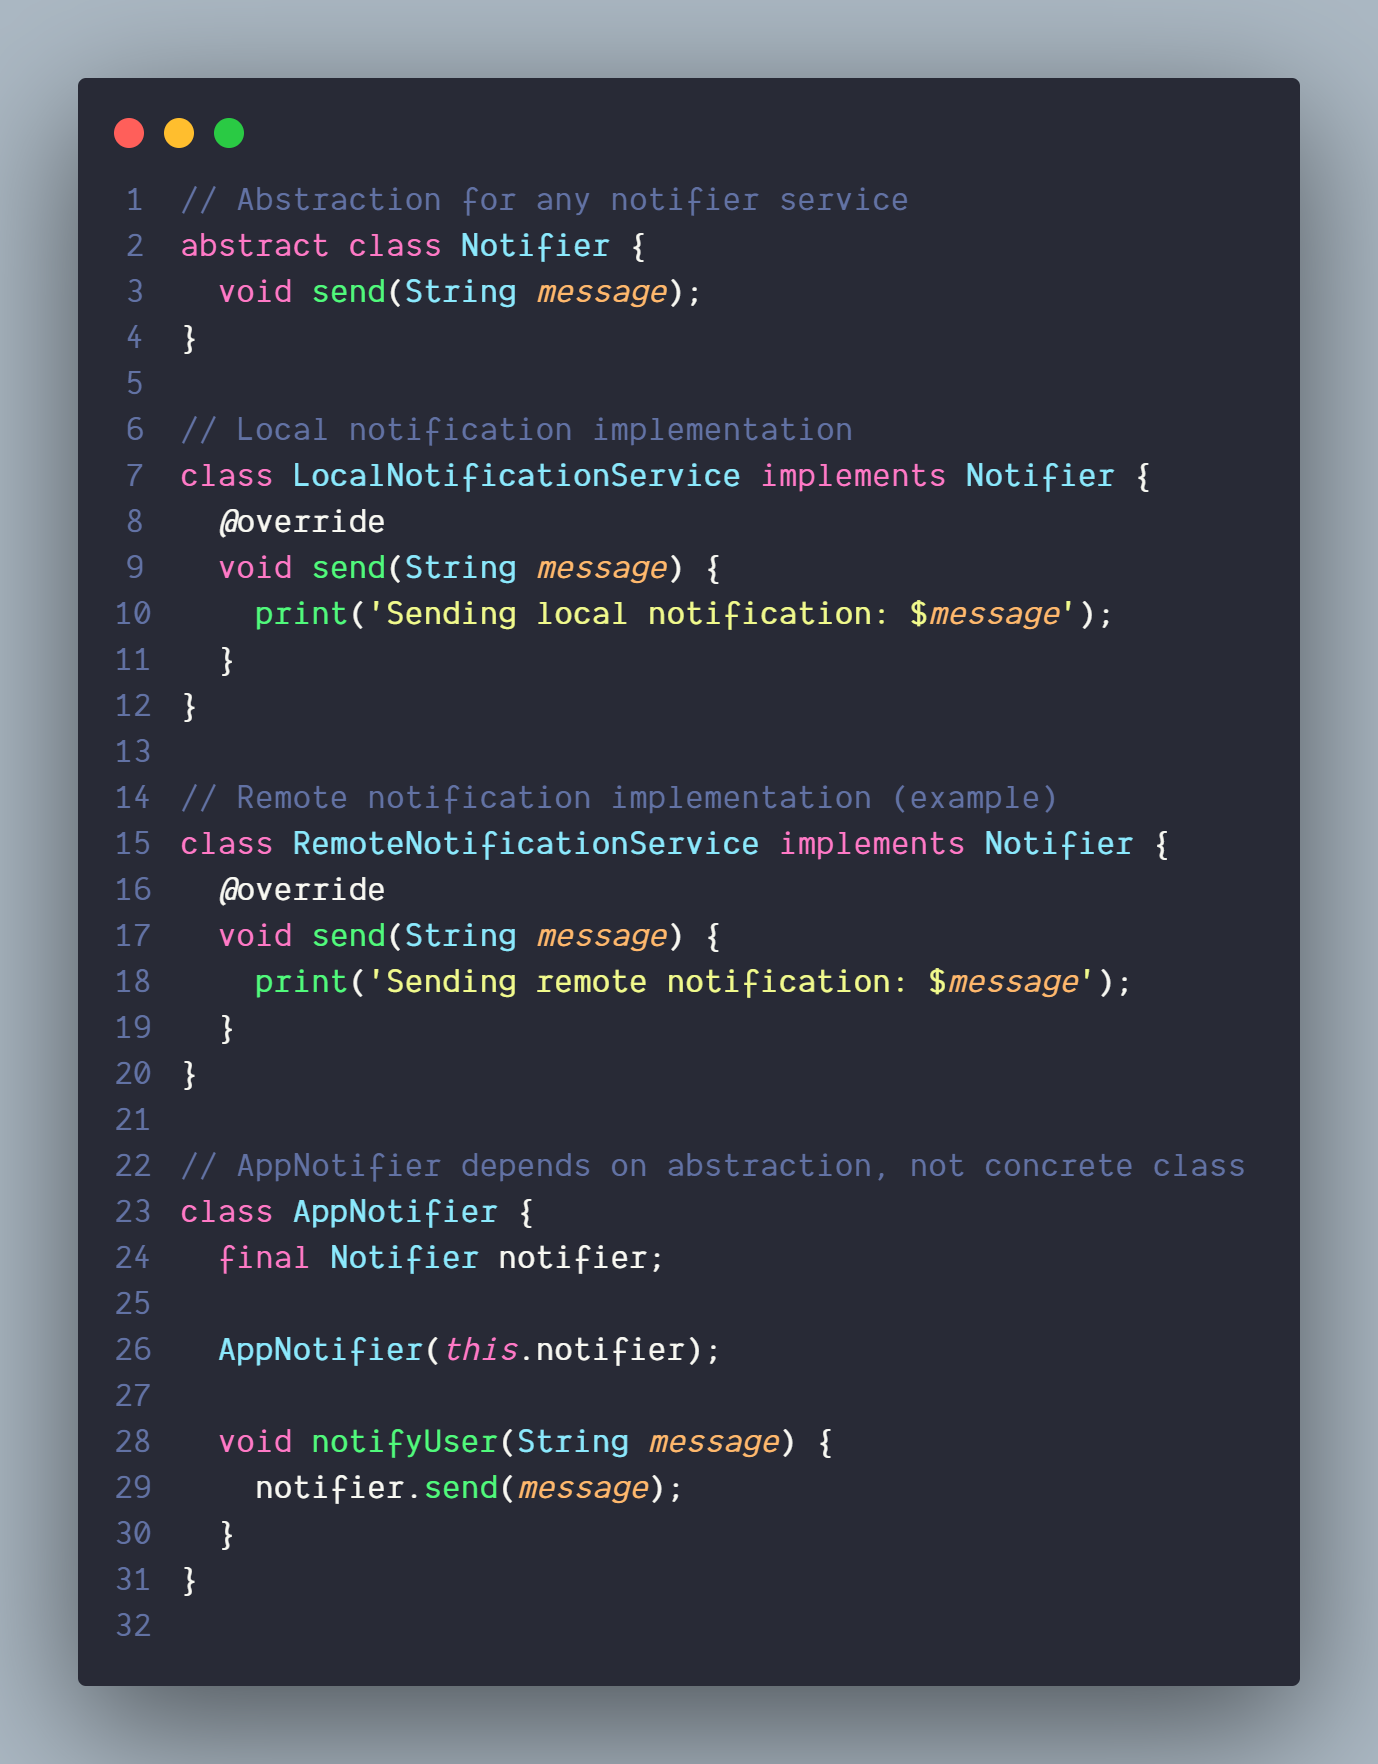 1 // Abstraction for any notifier service
2 abstract class Notifier {
3   void send(String message);
4 }
5
6 // Local notification implementation
7 class LocalNotificationService implements Notifier {
8   @override
9   void send(String message) {
10     print('Sending local notification: $message');
11   }
12 }
13
14 // Remote notification implementation (example)
15 class RemoteNotificationService implements Notifier {
16   @override
17   void send(String message) {
18     print('Sending remote notification: $message');
19   }
20 }
21
22 // AppNotifier depends on abstraction, not concrete class
23 class AppNotifier {
24   final Notifier notifier;
25
26   AppNotifier(this.notifier);
27
28   void notifyUser(String message) {
29     notifier.send(message);
30   }
31 }
32